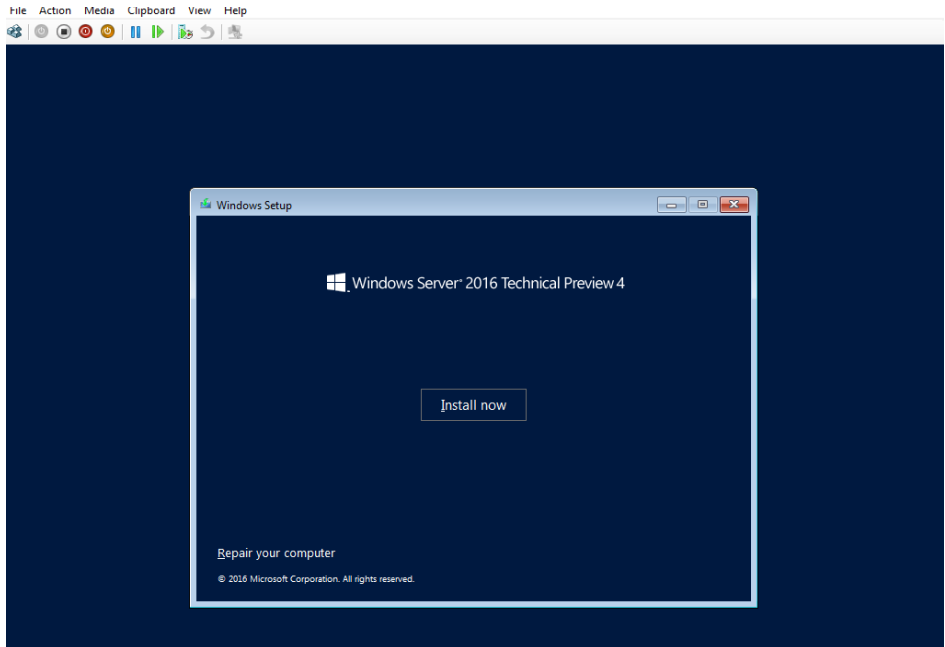 File Action Media Clipboard View Help
Windows Setup
Windows Server® 2016 Technical Preview 4
Install now
Repair your computer
© 2016 Microsoft Corporation. All rights reserved.